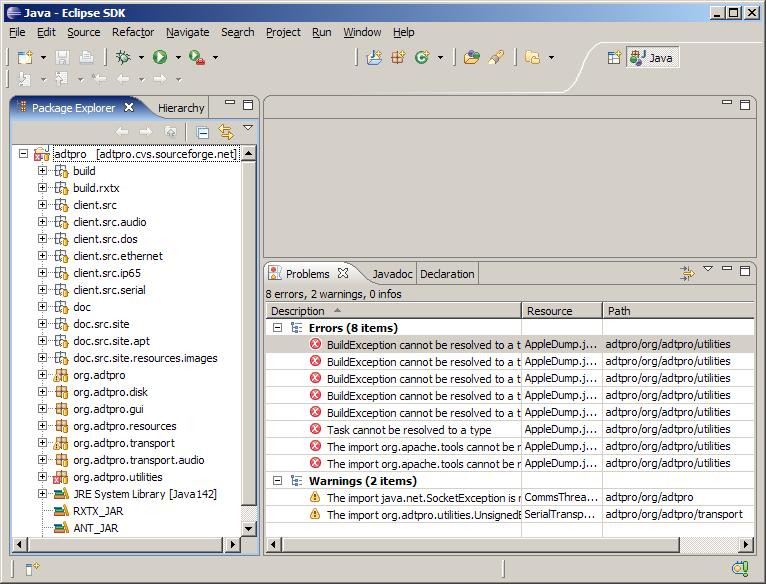 Java - Eclipse SDK
File Edit Source Refactor Navigate Search Project Run Window Help
Java
Package Explorer Hierarchy
adtpro [adtpro.cvs.sourceforge.net]
build
build.rxtx
client.src
client.src.audio
client.src.dos
client.src.ethernet
client.src.ip65
client.src.serial
doc
doc.src.site
doc.src.site.apt
doc.src.site.resources.images
org.adtpro
org.adtpro.disk
org.adtpro.gui
org.adtpro.resources
org.adtpro.transport
org.adtpro.transport.audio
org.adtpro.utilities
JRE System Library [Java142]
RXTX_JAR
ANT_JAR
Problems Javadoc Declaration
8 errors, 2 warnings, 0 infos
Description Resource Path
Errors (8 items)
BuildException cannot be resolved to a t AppleDump.j... adtpro/org/adtpro/utilities
BuildException cannot be resolved to a t AppleDump.j... adtpro/org/adtpro/utilities
BuildException cannot be resolved to a t AppleDump.j... adtpro/org/adtpro/utilities
BuildException cannot be resolved to a t AppleDump.j... adtpro/org/adtpro/utilities
BuildException cannot be resolved to a t AppleDump.j... adtpro/org/adtpro/utilities
Task cannot be resolved to a type AppleDump.j... adtpro/org/adtpro/utilities
The import org.apache.tools cannot be r AppleDump.j... adtpro/org/adtpro/utilities
The import org.apache.tools cannot be r AppleDump.j... adtpro/org/adtpro/utilities
Warnings (2 items)
The import java.net.SocketException is r CommsThrea... adtpro/org/adtpro
The import org.adtpro.utilities.UnsignedB SerialTransp... adtpro/org/adtpro/transport